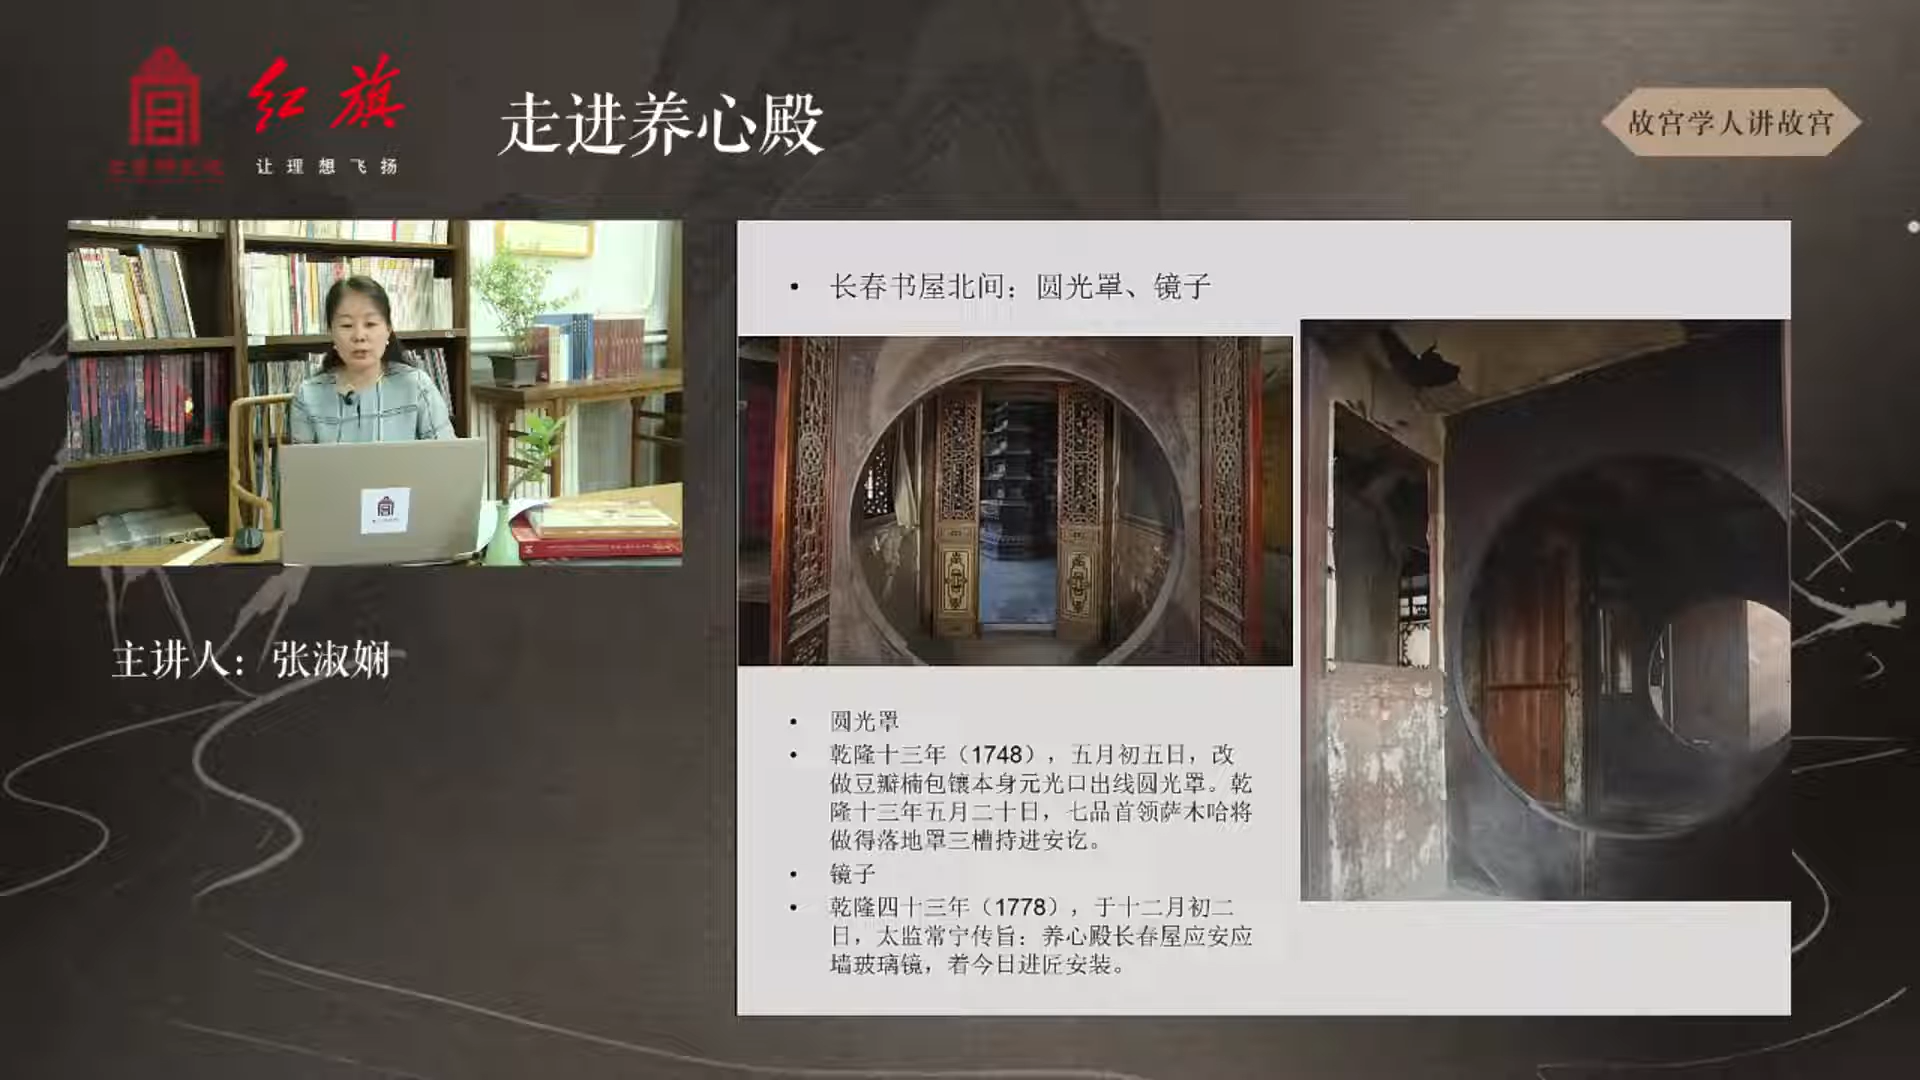 红旗
让理想飞扬
走进养心殿
故宫学人讲故宫
主讲人：张淑娴
• 长春书屋北间：圆光罩、镜子
• 圆光罩
• 乾隆十三年（1748），五月初五日，改
做豆瓣楠包镶本身元光口出线圆光罩。乾
隆十三年五月二十日，七品首领萨木哈将
做得落地罩三槽持进安讫。
• 镜子
• 乾隆四十三年（1778），于十二月初二
日，太监常宁传旨：养心殿长春屋应安应
墙玻璃镜，着今日进匠安装。